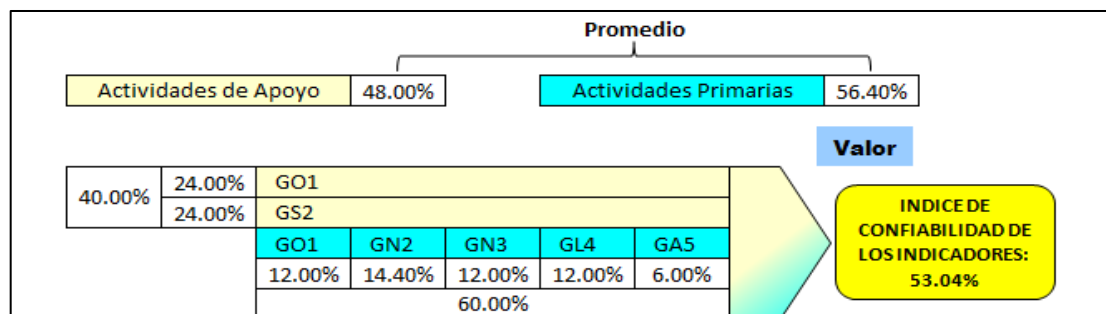 Promedio
Actividades de Apoyo 48.00% Actividades Primarias 56.40%
Valor
40.00% 24.00% GO1
24.00% GS2
GO1 GN2 GN3 GL4 GA5
12.00% 14.40% 12.00% 12.00% 6.00%
60.00%
INDICE DE
CONFIABILIDAD DE
LOS INDICADORES:
53.04%